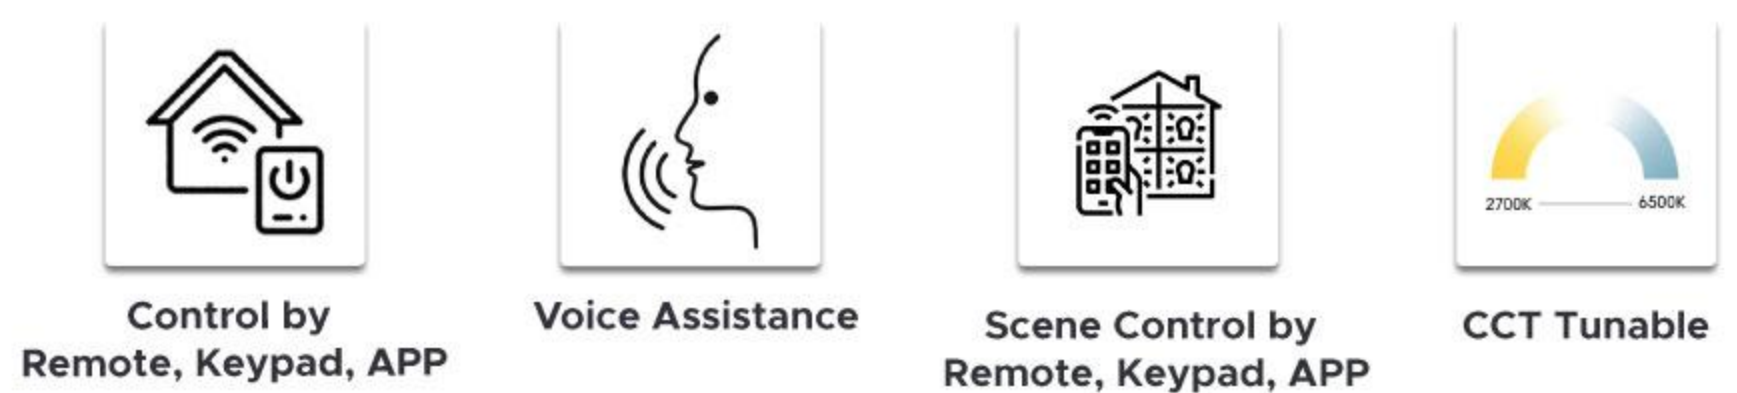 Control by
Remote, Keypad, APP
Voice Assistance
Scene Control by
Remote, Keypad, APP
2700K
6500K
CCT Tunable